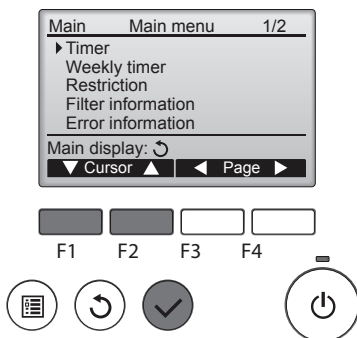 Main Main menu 1/2
Timer
Weekly timer
Restriction
Filter information
Error information
Main display:
Cursor Page
F1 F2 F3 F4